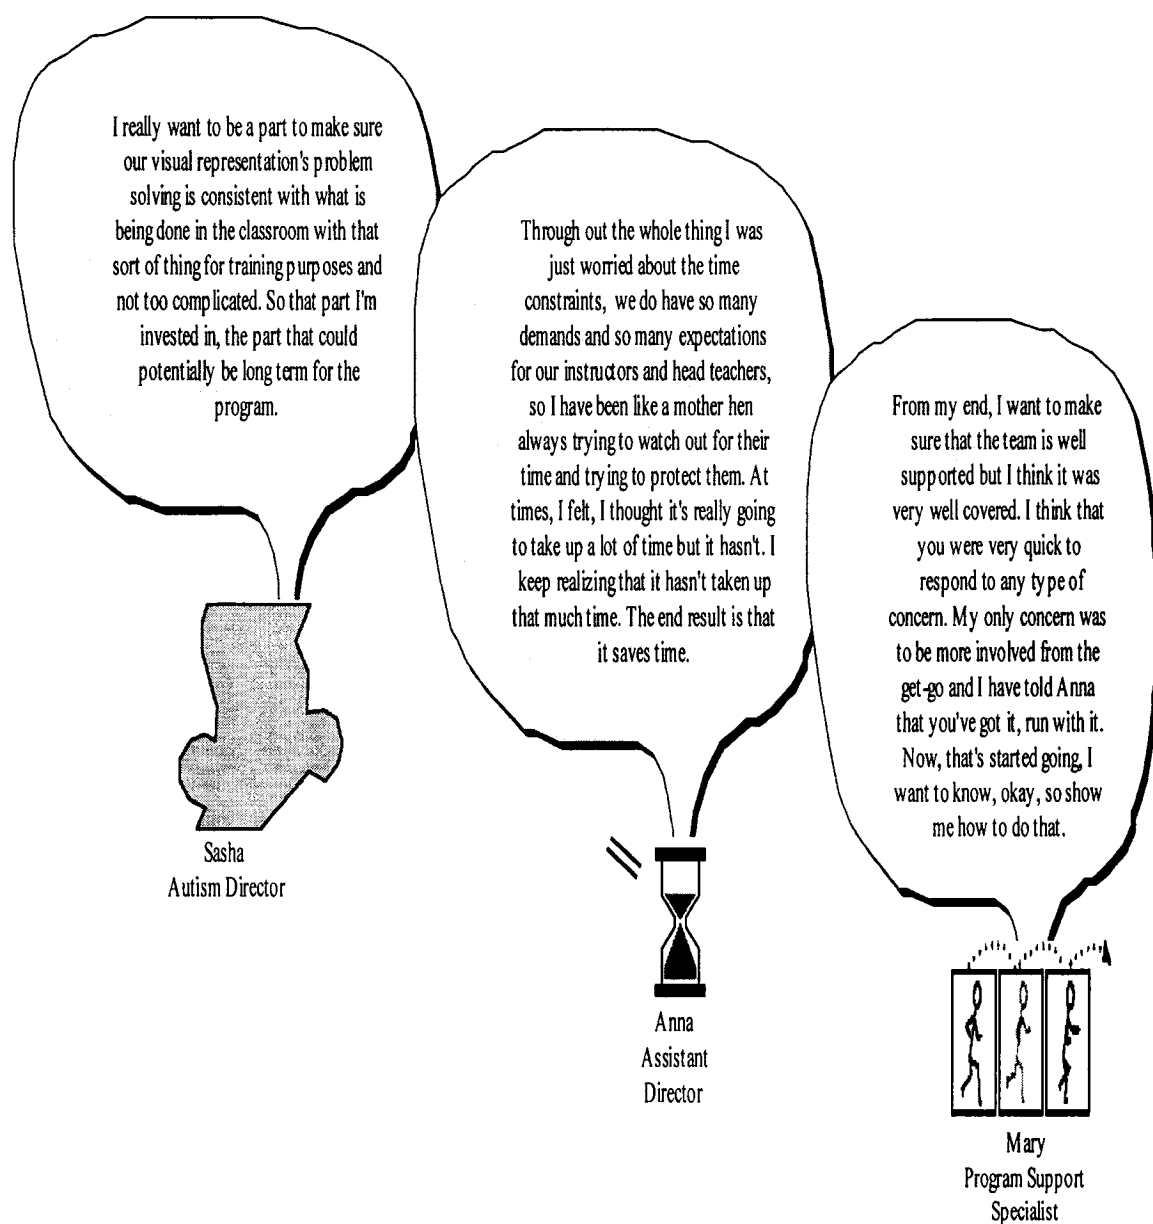 I really want to be a part to make sure
our visual representation's problem
solving is consistent with what is
being done in the classroom with that
sort of thing for training purposes and
not too complicated. So that part I'm
invested in, the part that could
potentially be long term for the
program.
Sasha
Autism Director
Through out the whole thing I was
just worried about the time
constraints, we do have so many
demands and so many expectations
for our instructors and head teachers,
so I have been like a mother hen
always trying to watch out for their
time and trying to protect them. At
times, I felt, I thought it's really going
to take up a lot of time but it hasn't. I
keep realizing that it hasn't taken up
that much time. The end result is that
it saves time.
Anna
Assistant
Director
From my end, I want to make
sure that the team is well
supported but I think it was
very well covered. I think that
you were very quick to
respond to any type of
concern. My only concern was
to be more involved from the
get-go and I have told Anna
that you've got it, run with it.
Now, that's started going, I
want to know, okay, so show
me how to do that.
Mary
Program Support
Specialist